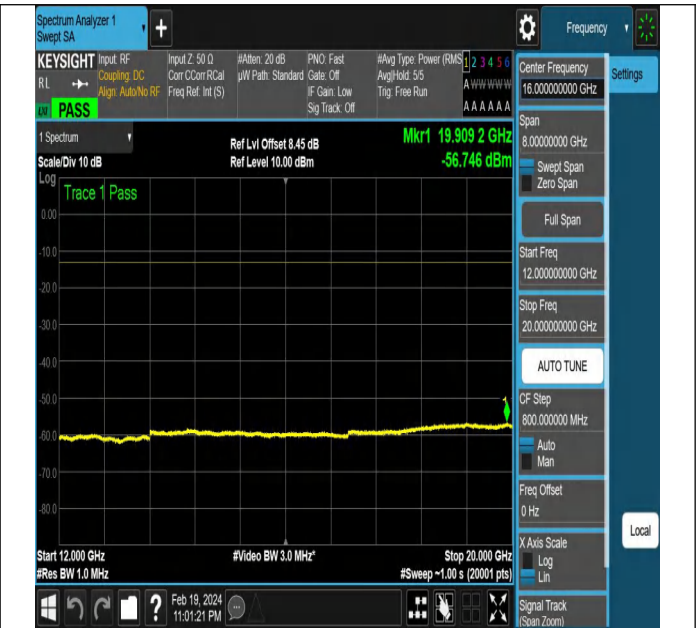 Spectrum Analyzer 1
Swept SA
Frequency
KEYSIGHT
RL
PASS
Input: RF
Coupling: DC
Align: Auto/No RF
Input Z: 50 Ω
Corr CCorr RCal
Freq Ref: Int (S)
#Atten: 20 dB
µW Path: Standard
PNO: Fast
Gate: Off
IF Gain: Low
Sig Track: Off
#Avg Type: Power (RMS
Avg|Hold: 5/5
Trig: Free Run
1 2 3 4 5 6
A W W W W W
A A A A A A
Center Frequency
16.000000000 GHz
Settings
1 Spectrum
Scale/Div 10 dB
Ref Lvl Offset 8.45 dB
Ref Level 10.00 dBm
Mkr1 19.909 2 GHz
-56.746 dBm
Log
Trace 1 Pass
0.00
-10.0
-20.0
-30.0
-40.0
-50.0
-60.0
-70.0
-80.0
1
Start 12.000 GHz
#Res BW 1.0 MHz
#Video BW 3.0 MHz*
Stop 20.000 GHz
#Sweep ~1.00 s (20001 pts)
Span
8.00000000 GHz
Swept Span
Zero Span
Full Span
Start Freq
12.000000000 GHz
Stop Freq
20.000000000 GHz
AUTO TUNE
CF Step
800.000000 MHz
Auto
Man
Freq Offset
0 Hz
X Axis Scale
Log
Lin
Signal Track
(Span Zoom)
Local
Feb 19, 2024
11:01:21 PM